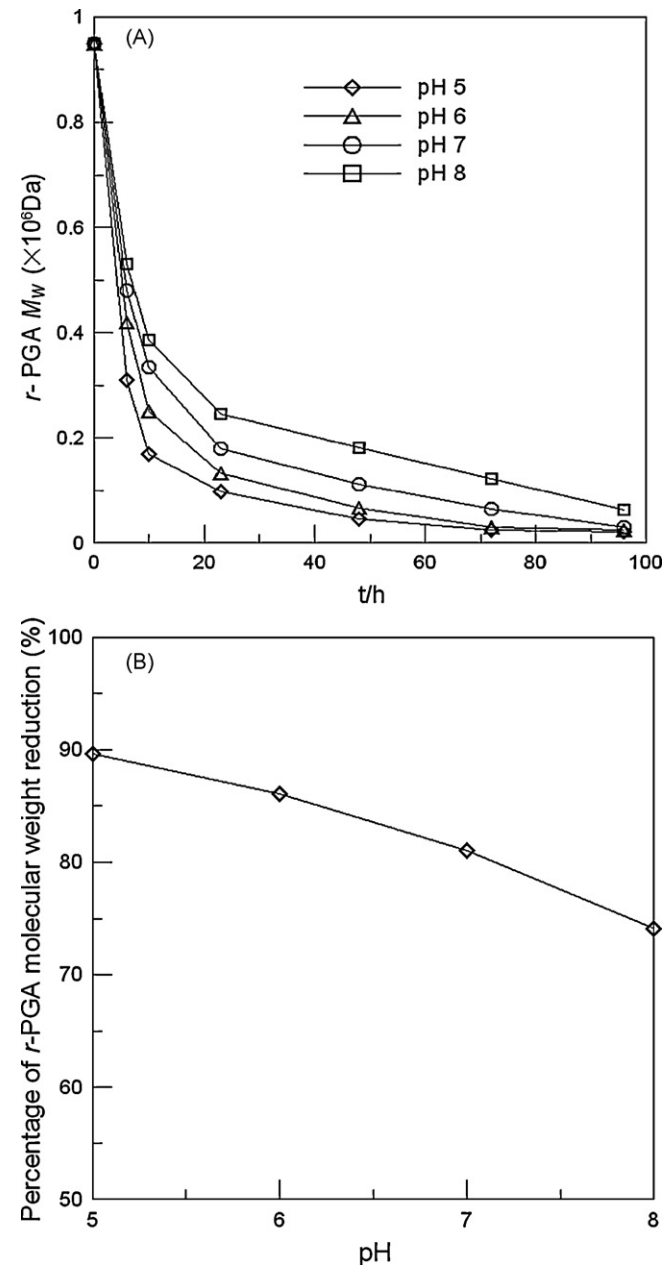 (A)
1
0.8
0.6
0.4
0.2
0
r- PGA Mw (×10⁶Da)
pH 5
pH 6
pH 7
pH 8
0 20 40 60 80 100
t/h
(B)
100
90
80
70
60
50
Percentage of r-PGA molecular weight reduction (%)
5 6 7 8
pH